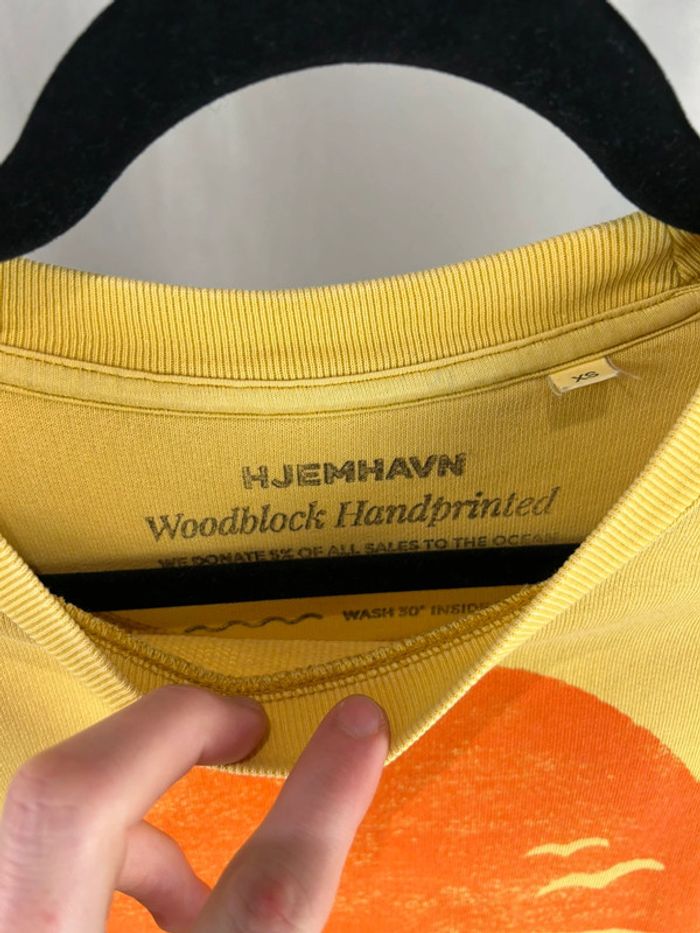 XS
HJEMHAVN
Woodblock Handprinted
WE DONATE 5% OF ALL SALES TO THE OCEAN
WASH 30° INSIDE